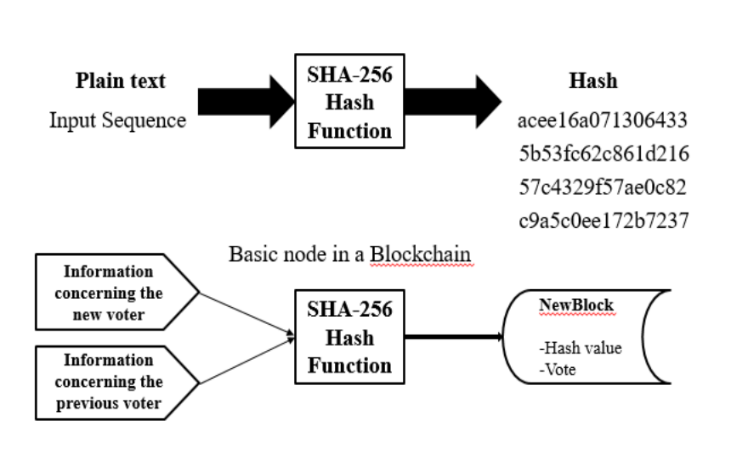 Plain text
Input Sequence
SHA-256
Hash
Function
Hash
acee16a071306433
5b53fc62c861d216
57c4329f57ae0c82
c9a5c0ee172b7237
Basic node in a Blockchain
Information
concerning the
new voter
Information
concerning the
previous voter
SHA-256
Hash
Function
NewBlock
-Hash value
-Vote